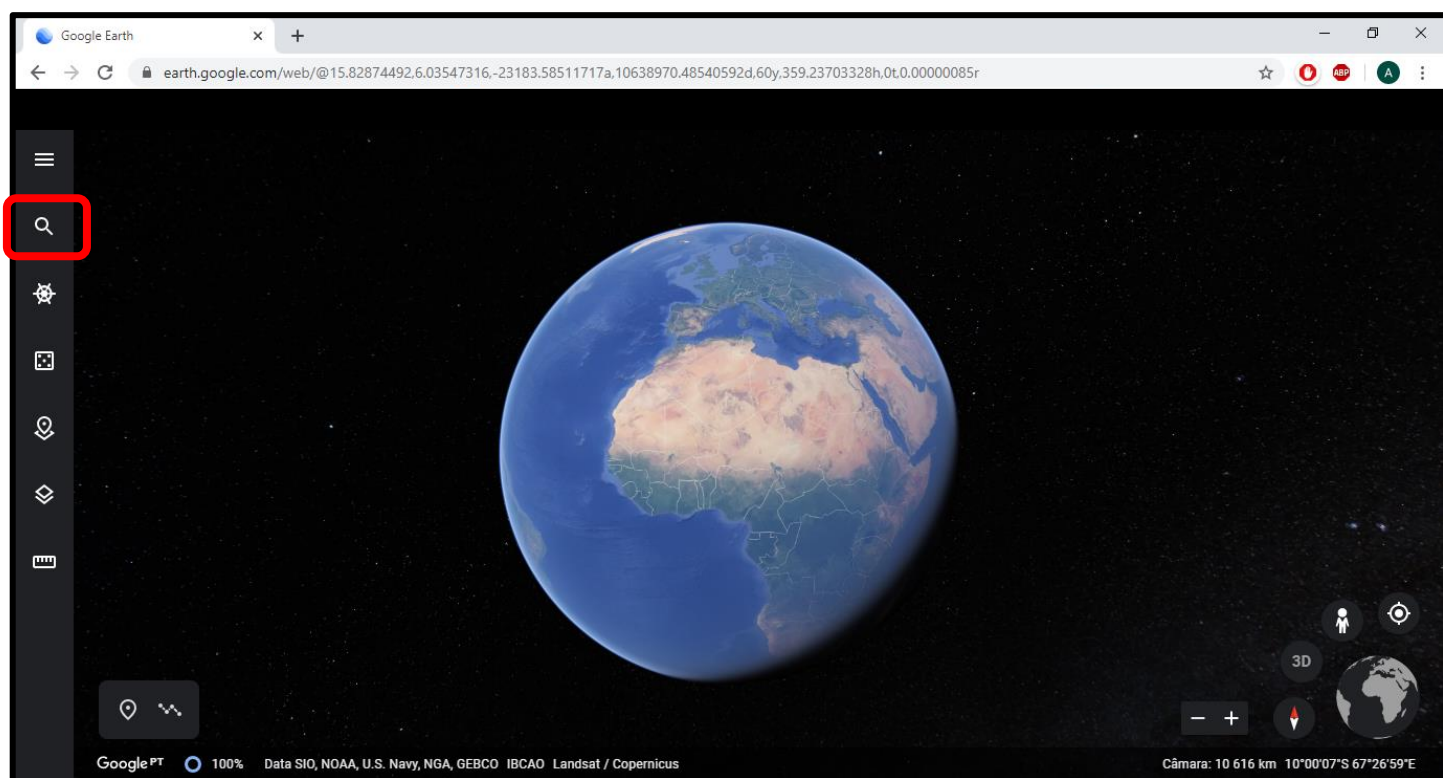 Google Earth
earth.google.com/web/@15.82874492,6.03547316,-23183.58511717a,10638970.48540592d,60y,359.23703328h,0t,0.00000085r
ABP
A
3D
Google PT 100% Data SIO, NOAA, U.S. Navy, NGA, GEBCO IBCAO Landsat / Copernicus
Câmara: 10 616 km 10°00'07"S 67°26'59"E